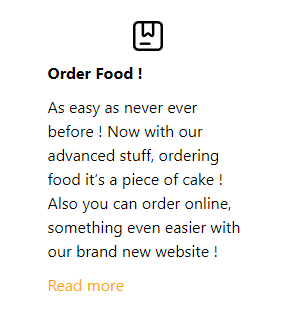 Order Food !
As easy as never ever
before ! Now with our
advanced stuff, ordering
food it’s a piece of cake !
Also you can order online,
something even easier with
our brand new website !
Read more